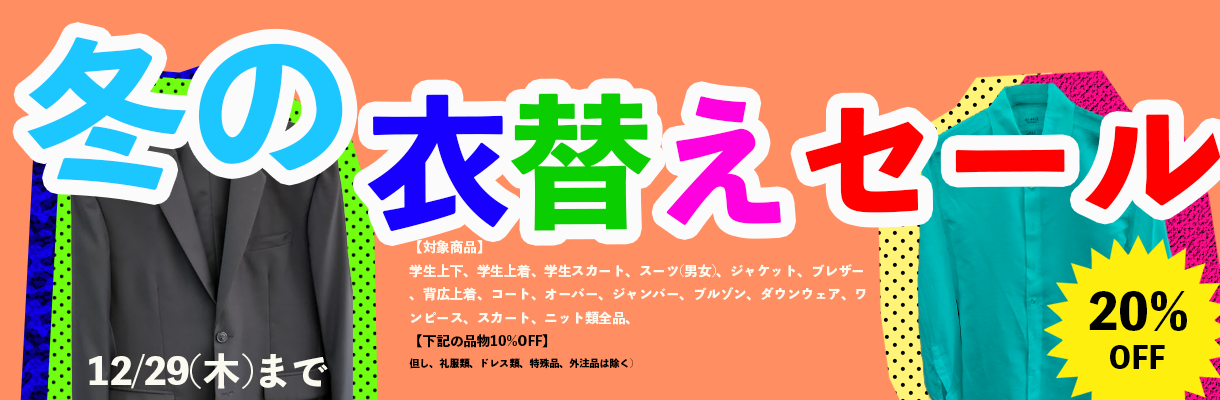 冬の衣替えセール
【対象商品】
学生上下、学生上着、学生スカート、スーツ(男女)、ジャケット、ブレザー
、背広上着、コート、オーバー、ジャンバー、ブルゾン、ダウンウェア、ワ
ンピース、スカート、ニット類全品、
【下記の品物10%OFF】
但し、礼服類、ドレス類、特殊品、外注品は除く）
12/29(木)まで
20%
OFF